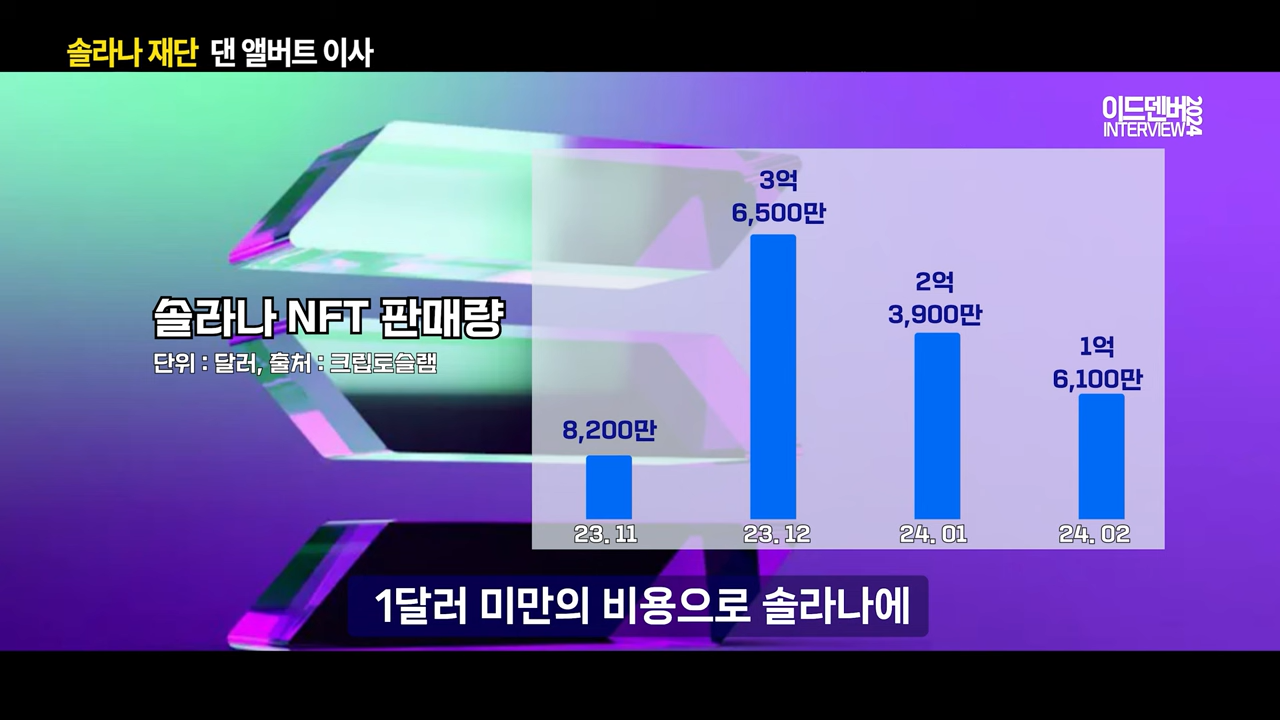 솔라나 재단 댄 앨버트 이사
이드덴버 2024
INTERVIEW
솔라나 NFT 판매량
단위 : 달러, 출처 : 크립토슬램
8,200만
3억
6,500만
2억
3,900만
1억
6,100만
23. 11
23. 12
24. 01
24. 02
1달러 미만의 비용으로 솔라나에